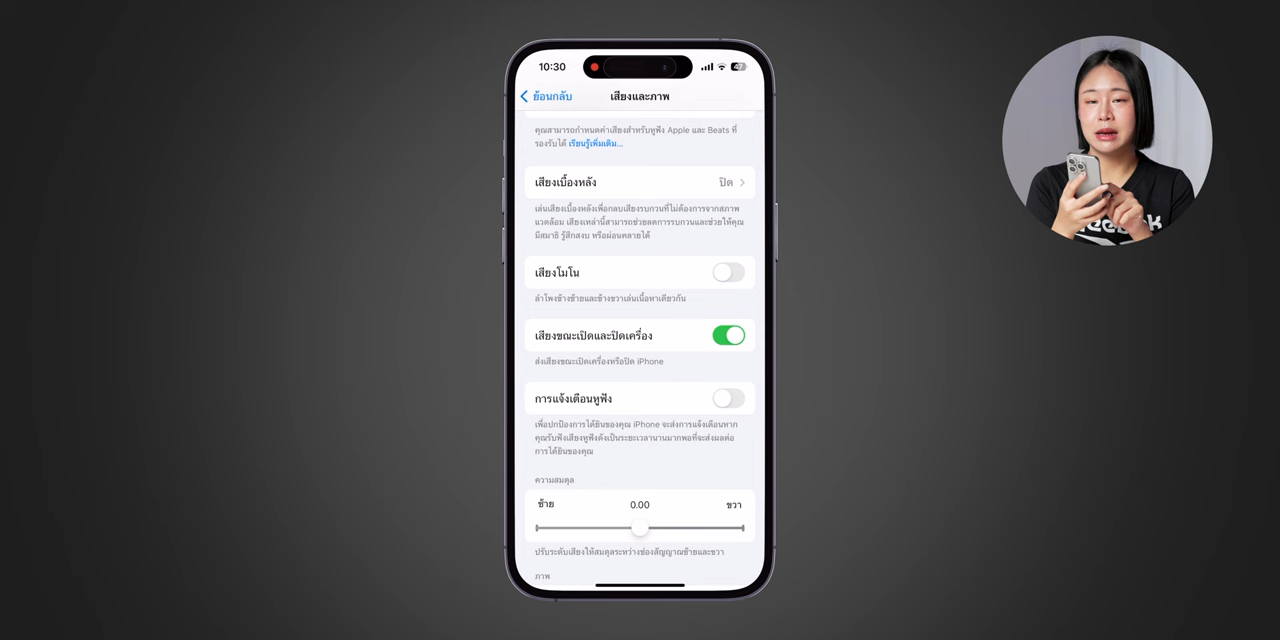 10:30
47
ย้อนกลับ
เสียงและภาพ
คุณสามารถกำหนดค่าเสียงสำหรับหูฟัง Apple และ Beats ที่
รองรับได้ เรียนรู้เพิ่มเติม...
เสียงเบื้องหลัง
ปิด
เล่นเสียงเบื้องหลังเพื่อกลบเสียงรบกวนที่ไม่ต้องการจากสภาพ
แวดล้อม เสียงเหล่านี้สามารถช่วยลดการรบกวนและช่วยให้คุณ
มีสมาธิ รู้สึกสงบ หรือผ่อนคลายได้
เสียงโมโน
ลำโพงข้างซ้ายและข้างขวาเล่นเนื้อหาเดียวกัน
เสียงขณะเปิดและปิดเครื่อง
ส่งเสียงขณะเปิดเครื่องหรือปิด iPhone
การแจ้งเตือนหูฟัง
เพื่อปกป้องการได้ยินของคุณ iPhone จะส่งการแจ้งเตือนหาก
คุณรับฟังเสียงหูฟังดังเป็นระยะเวลานานมากพอที่จะส่งผลต่อ
การได้ยินของคุณ
ความสมดุล
ซ้าย
0.00
ขวา
ปรับระดับเสียงให้สมดุลระหว่างช่องสัญญาณซ้ายและขวา
ภาพ